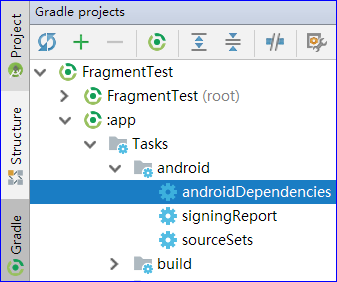 Gradle projects
Project
Structure
Gradle
FragmentTest
FragmentTest (root)
:app
Tasks
android
androidDependencies
signingReport
sourceSets
build